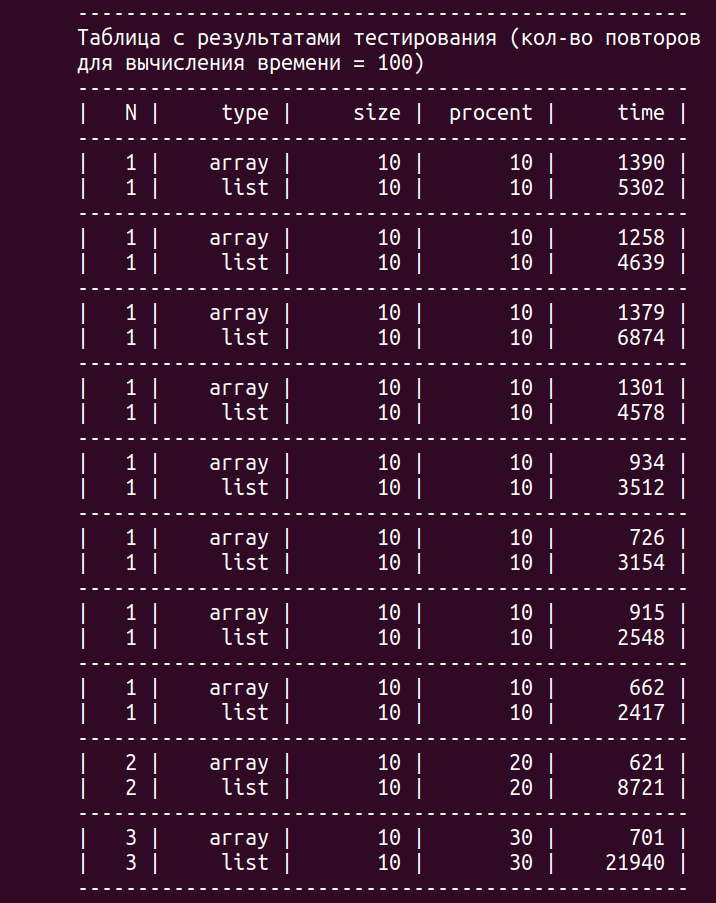 ---------------------------------------------------
Таблица с результатами тестирования (кол-во повторов
для вычисления времени = 100)
---------------------------------------------------
|   N |     type |     size |  procent |     time |
---------------------------------------------------
|   1 |    array |       10 |       10 |     1390 |
|   1 |     list |       10 |       10 |     5302 |
---------------------------------------------------
|   1 |    array |       10 |       10 |     1258 |
|   1 |     list |       10 |       10 |     4639 |
---------------------------------------------------
|   1 |    array |       10 |       10 |     1379 |
|   1 |     list |       10 |       10 |     6874 |
---------------------------------------------------
|   1 |    array |       10 |       10 |     1301 |
|   1 |     list |       10 |       10 |     4578 |
---------------------------------------------------
|   1 |    array |       10 |       10 |      934 |
|   1 |     list |       10 |       10 |     3512 |
---------------------------------------------------
|   1 |    array |       10 |       10 |      726 |
|   1 |     list |       10 |       10 |     3154 |
---------------------------------------------------
|   1 |    array |       10 |       10 |      915 |
|   1 |     list |       10 |       10 |     2548 |
---------------------------------------------------
|   1 |    array |       10 |       10 |      662 |
|   1 |     list |       10 |       10 |     2417 |
---------------------------------------------------
|   2 |    array |       10 |       20 |      621 |
|   2 |     list |       10 |       20 |     8721 |
---------------------------------------------------
|   3 |    array |       10 |       30 |      701 |
|   3 |     list |       10 |       30 |    21940 |
---------------------------------------------------